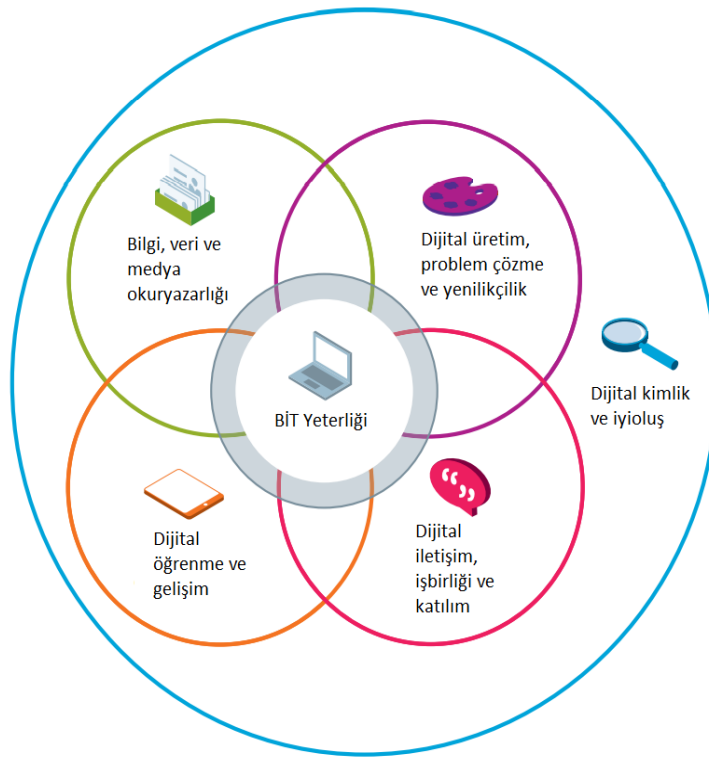 Bilgi, veri ve
medya
okuryazarlığı
Dijital üretim,
problem çözme
ve yenilikçilik
Dijital kimlik
ve iyioluş
BİT Yeterliği
Dijital
öğrenme ve
gelişim
Dijital
iletişim,
işbirliği ve
katılım